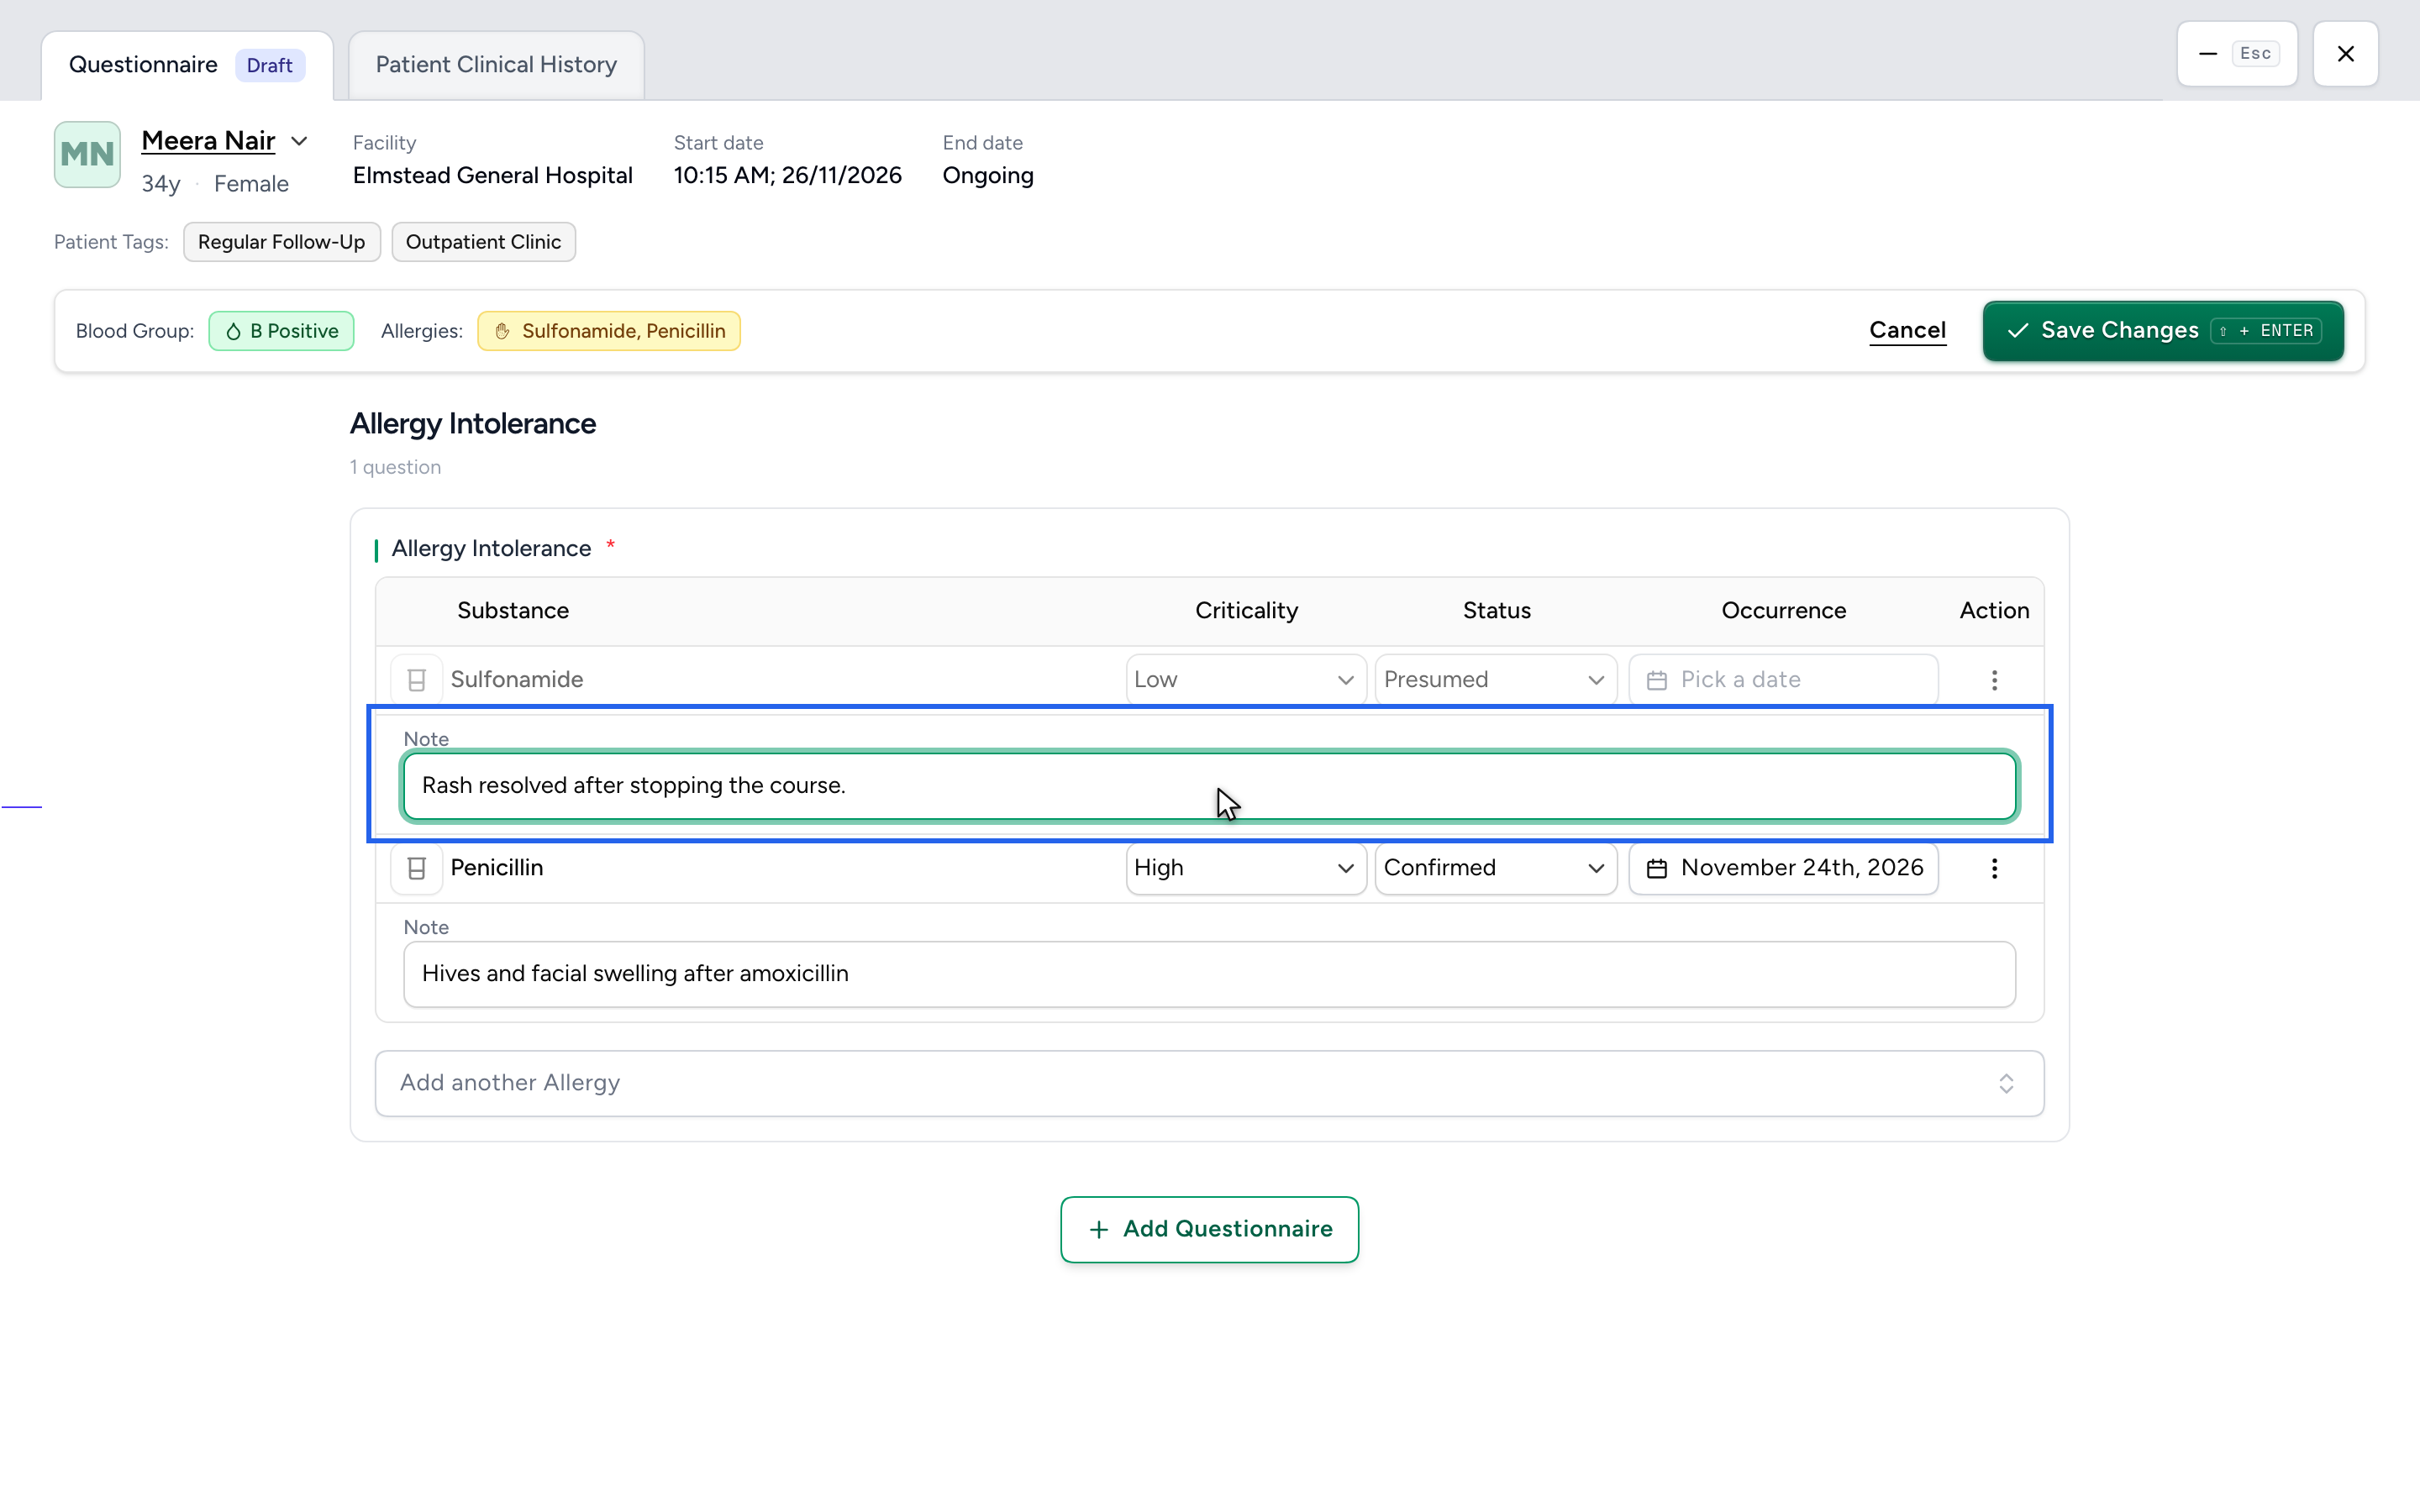 Questionnaire Draft Patient Clinical History
Esc
MN Meera Nair
34y · Female
Facility
Elmstead General Hospital
Start date
10:15 AM; 26/11/2026
End date
Ongoing
Patient Tags: Regular Follow-Up Outpatient Clinic
Blood Group: B Positive Allergies: Sulfonamide, Penicillin Cancel Save Changes ⇧ + ENTER
Allergy Intolerance
1 question
Allergy Intolerance *
Substance Criticality Status Occurrence Action
Sulfonamide Low Presumed Pick a date
Note
Rash resolved after stopping the course.
Penicillin High Confirmed November 24th, 2026
Note
Hives and facial swelling after amoxicillin
Add another Allergy
+ Add Questionnaire